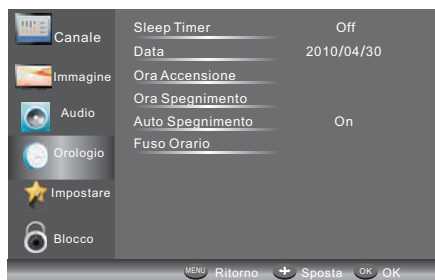 Canale
Immagine
Audio
Orologio
Impostare
Blocco
Sleep Timer Off
Data 2010/04/30
Ora Accensione
Ora Spegnimento
Auto Spegnimento On
Fuso Orario
MENU Ritorno Sposta OK OK